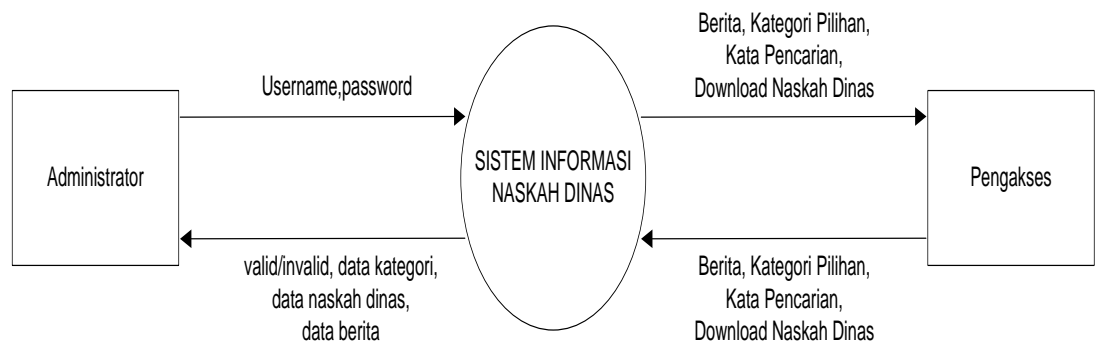 Berita, Kategori Pilihan,
Kata Pencarian,
Download Naskah Dinas
Username,password
Administrator
SISTEM INFORMASI
NASKAH DINAS
Pengakses
valid/invalid, data kategori,
data naskah dinas,
data berita
Berita, Kategori Pilihan,
Kata Pencarian,
Download Naskah Dinas